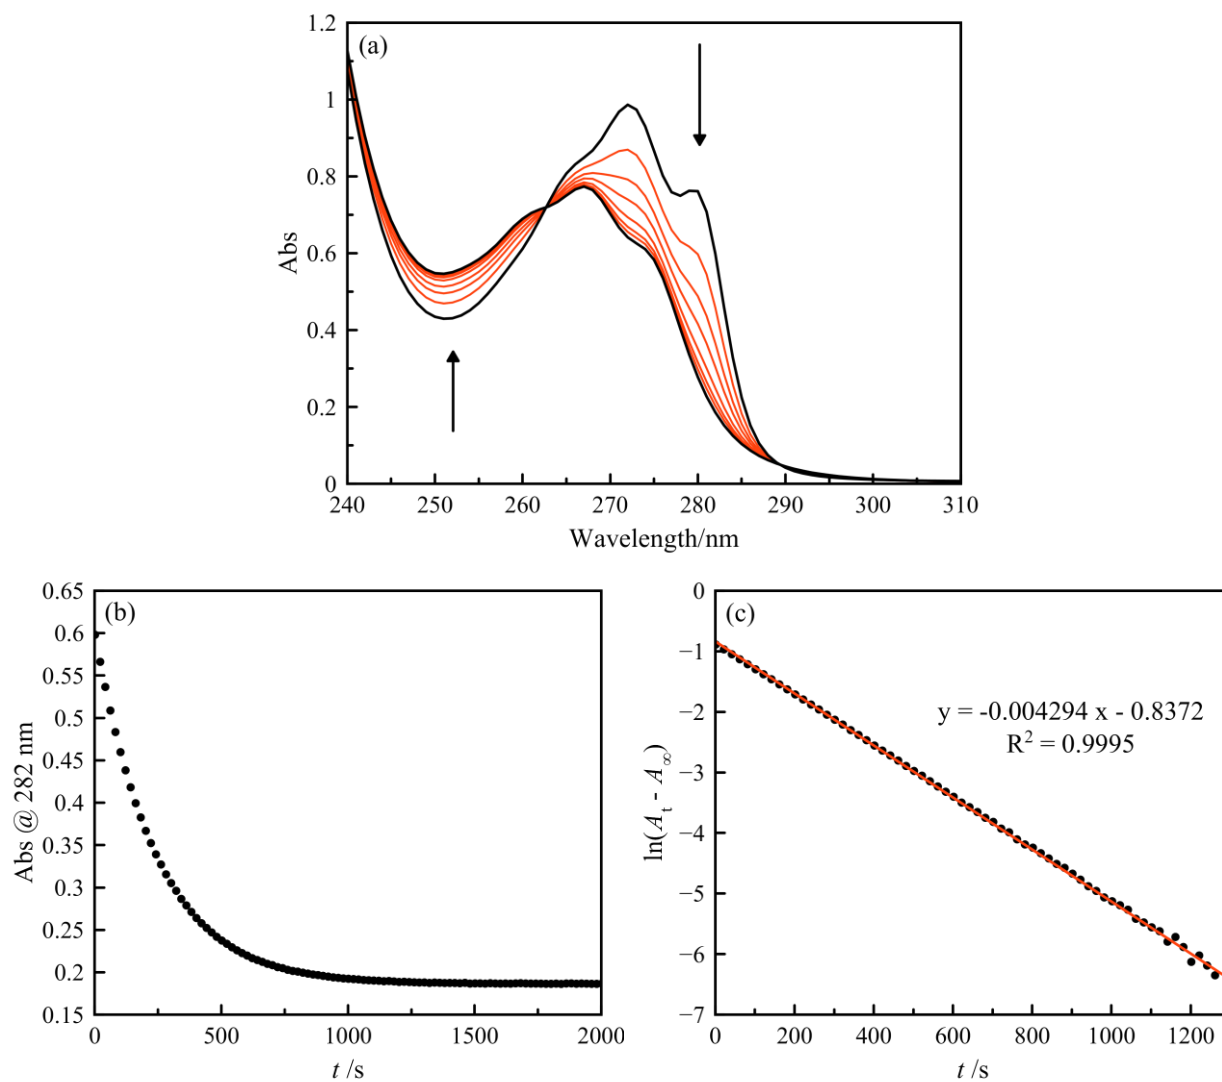 (a)
Abs
1.2
1
0.8
0.6
0.4
0.2
0
240 250 260 270 280 290 300 310
Wavelength/nm
(b)
Abs @ 282 nm
0.65
0.6
0.55
0.5
0.45
0.4
0.35
0.3
0.25
0.2
0.15
0 500 1000 1500 2000
t /s
(c)
ln(At - A∞)
0
−1
−2
−3
−4
−5
−6
−7
y = -0.004294 x - 0.8372
R² = 0.9995
0 200 400 600 800 1000 1200
t /s